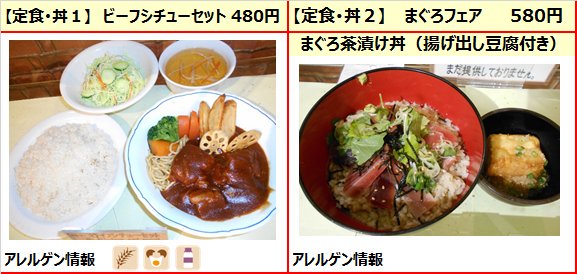 【定食・丼１】 ビーフシチューセット 480円
アレルゲン情報
【定食・丼２】 まぐろフェア 580円
まぐろ茶漬け丼（揚げ出し豆腐付き）
まだ提供しておりません。
アレルゲン情報